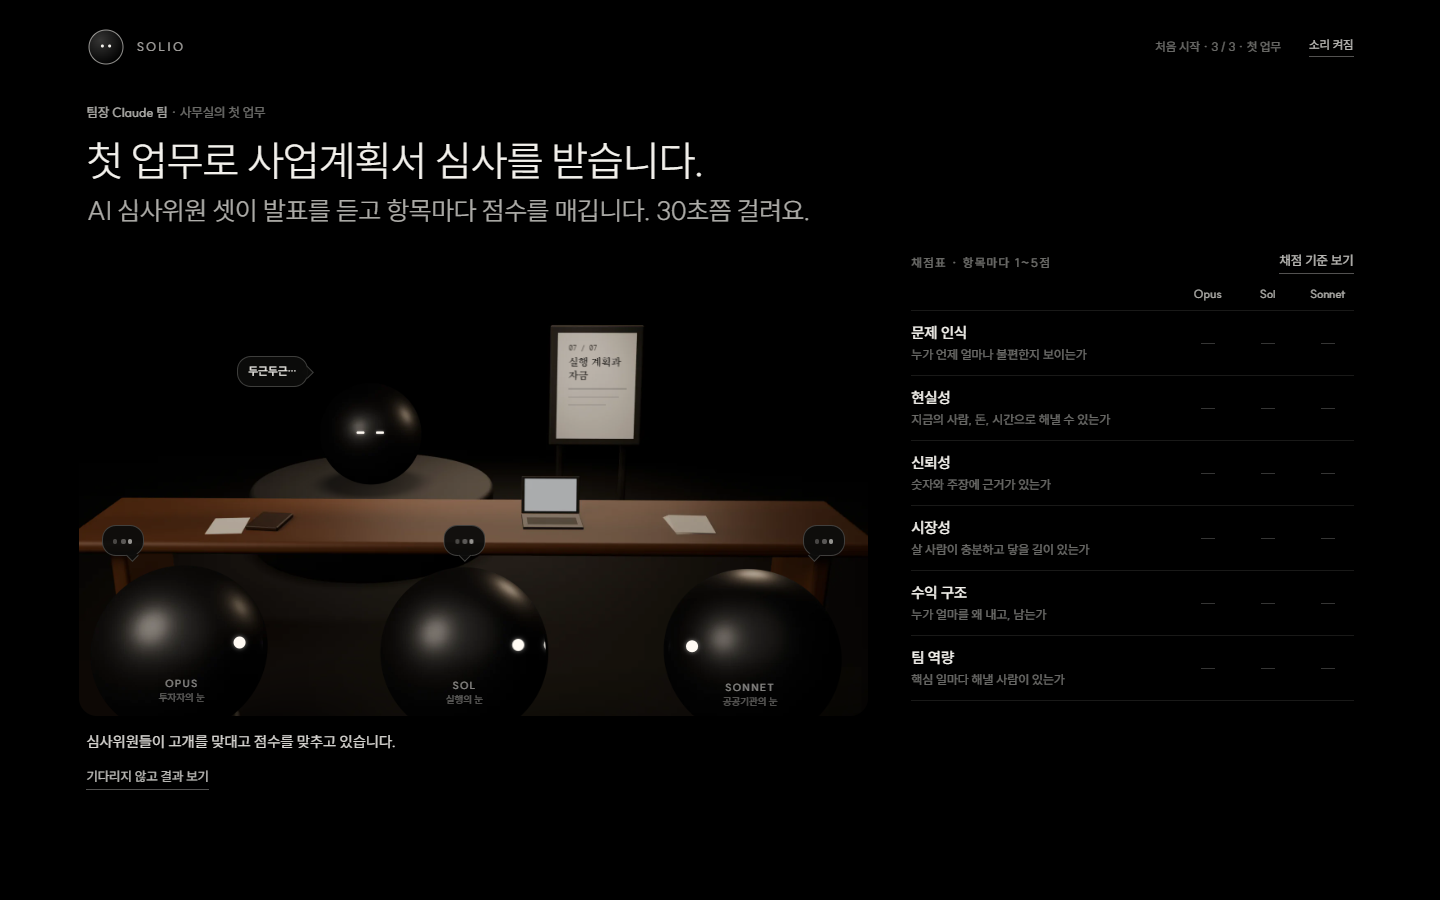 SOLIO
처음 시작 · 3 / 3 · 첫 업무
소리 켜짐
팀장 Claude 팀 · 사무실의 첫 업무
첫 업무로 사업계획서 심사를 받습니다.
AI 심사위원 셋이 발표를 듣고 항목마다 점수를 매깁니다. 30초쯤 걸려요.
채점표 · 항목마다 1~5점
채점 기준 보기
Opus Sol Sonnet
문제 인식
누가 언제 얼마나 불편한지 보이는가
— — —
현실성
지금의 사람, 돈, 시간으로 해낼 수 있는가
— — —
신뢰성
숫자와 주장에 근거가 있는가
— — —
시장성
살 사람이 충분하고 닿을 길이 있는가
— — —
수익 구조
누가 얼마를 왜 내고, 남는가
— — —
팀 역량
핵심 일마다 해낼 사람이 있는가
— — —
두근두근…
07 / 07
실행 계획과
자금
OPUS
투자자의 눈
SOL
실행의 눈
SONNET
공공기관의 눈
심사위원들이 고개를 맞대고 점수를 맞추고 있습니다.
기다리지 않고 결과 보기